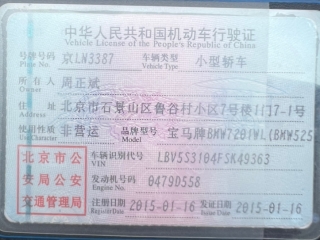 中华人民共和国机动车行驶证
Vehicle License of the People's Republic of China
号牌号码 京LW3387 车辆类型 小型轿车
Plate No. Vehicle Type
所有人 周正斌
Owner
住址 北京市石景山区鲁谷村小区7号楼1门7-1号
Address
使用性质 非营运 品牌型号 宝马牌BMW7201WL(BMW525
北京市公 车辆识别代号 LBV5S3104FSK49363
VIN
安局公安 发动机号码 0479D558
Engine No.
交通管理局 注册日期 2015-01-16 发证日期 2015-01-16
Register Date Issue Date